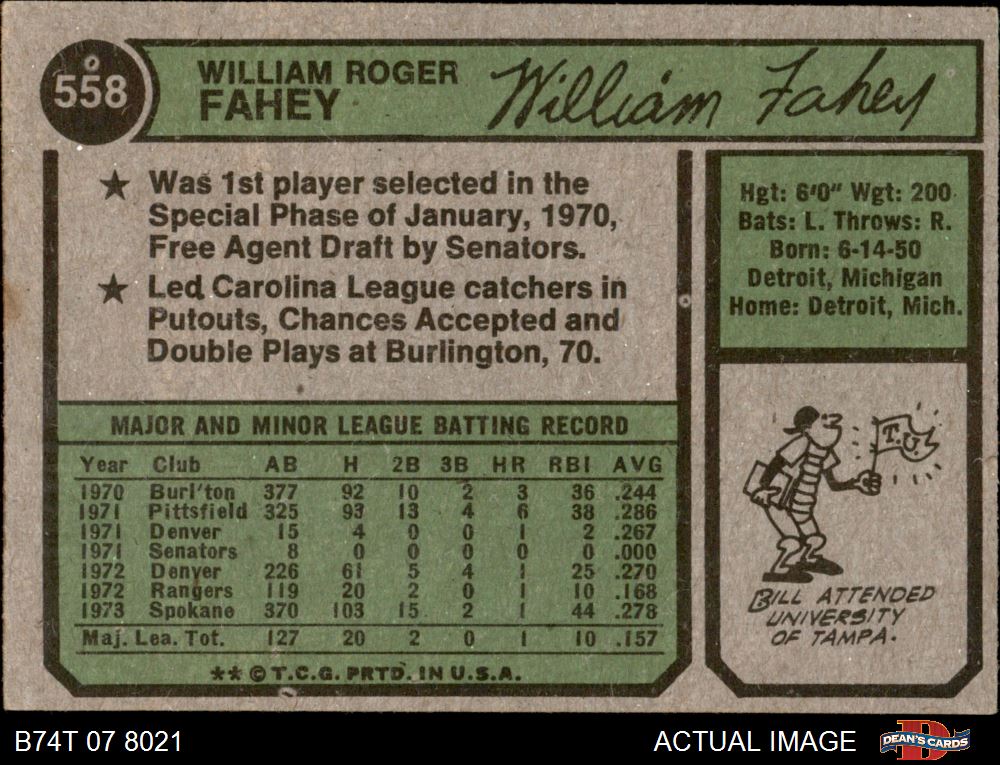 558
WILLIAM ROGER
FAHEY
William Fahey
★ Was 1st player selected in the
Special Phase of January, 1970,
Free Agent Draft by Senators.
★ Led Carolina League catchers in
Putouts, Chances Accepted and
Double Plays at Burlington, 70.
Hgt: 6'0" Wgt: 200
Bats: L. Throws: R.
Born: 6-14-50
Detroit, Michigan
Home: Detroit, Mich.
MAJOR AND MINOR LEAGUE BATTING RECORD
Year Club AB H 2B 3B HR RBI AVG
1970 Burl'ton 377 92 10 2 3 36 .244
1971 Pittsfield 325 93 13 4 6 38 .286
1971 Denver 15 4 0 0 1 2 .267
1971 Senators 8 0 0 0 0 0 .000
1972 Denver 226 61 5 4 1 25 .270
1972 Rangers 119 20 2 0 1 10 .168
1973 Spokane 370 103 15 2 1 44 .278
Maj. Lea. Tot. 127 20 2 0 1 10 .157
** © T.C.G. PRTD. IN U.S.A.
T.U.
BILL ATTENDED
UNIVERSITY
OF TAMPA.
B74T 07 8021
ACTUAL IMAGE
DEAN'S CARDS